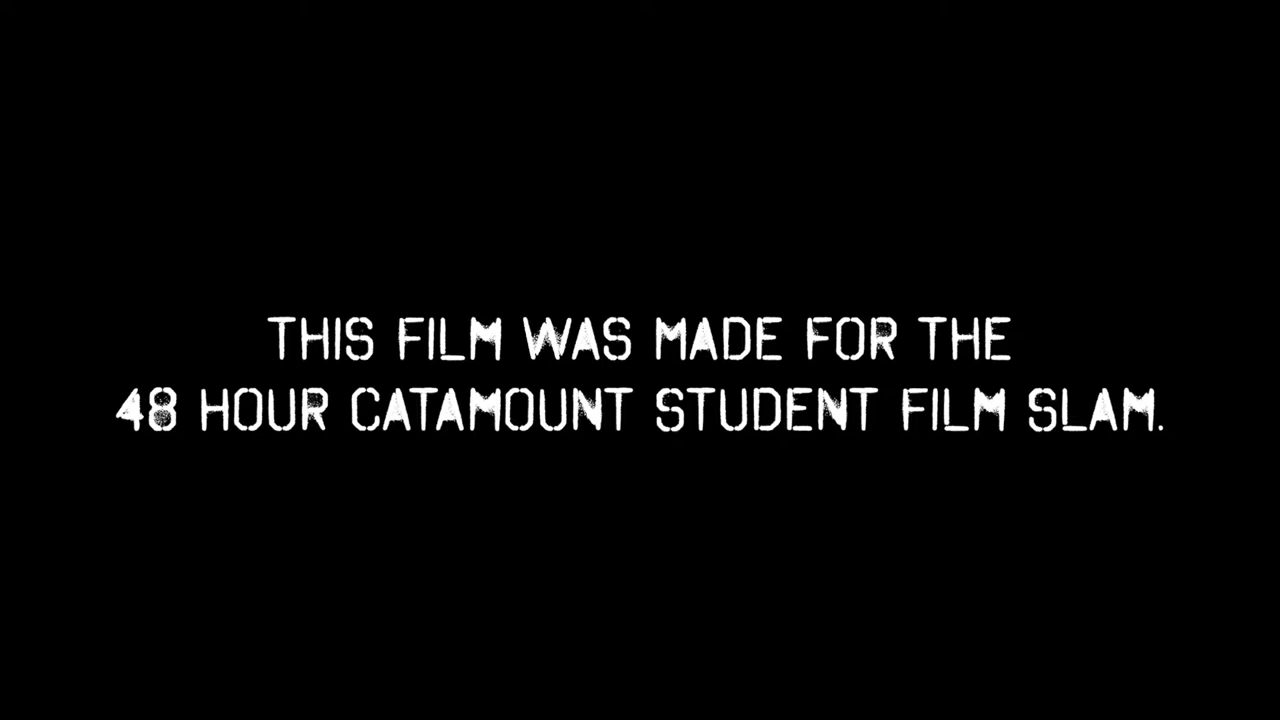 THIS FILM WAS MADE FOR THE
48 HOUR CATAMOUNT STUDENT FILM SLAM.